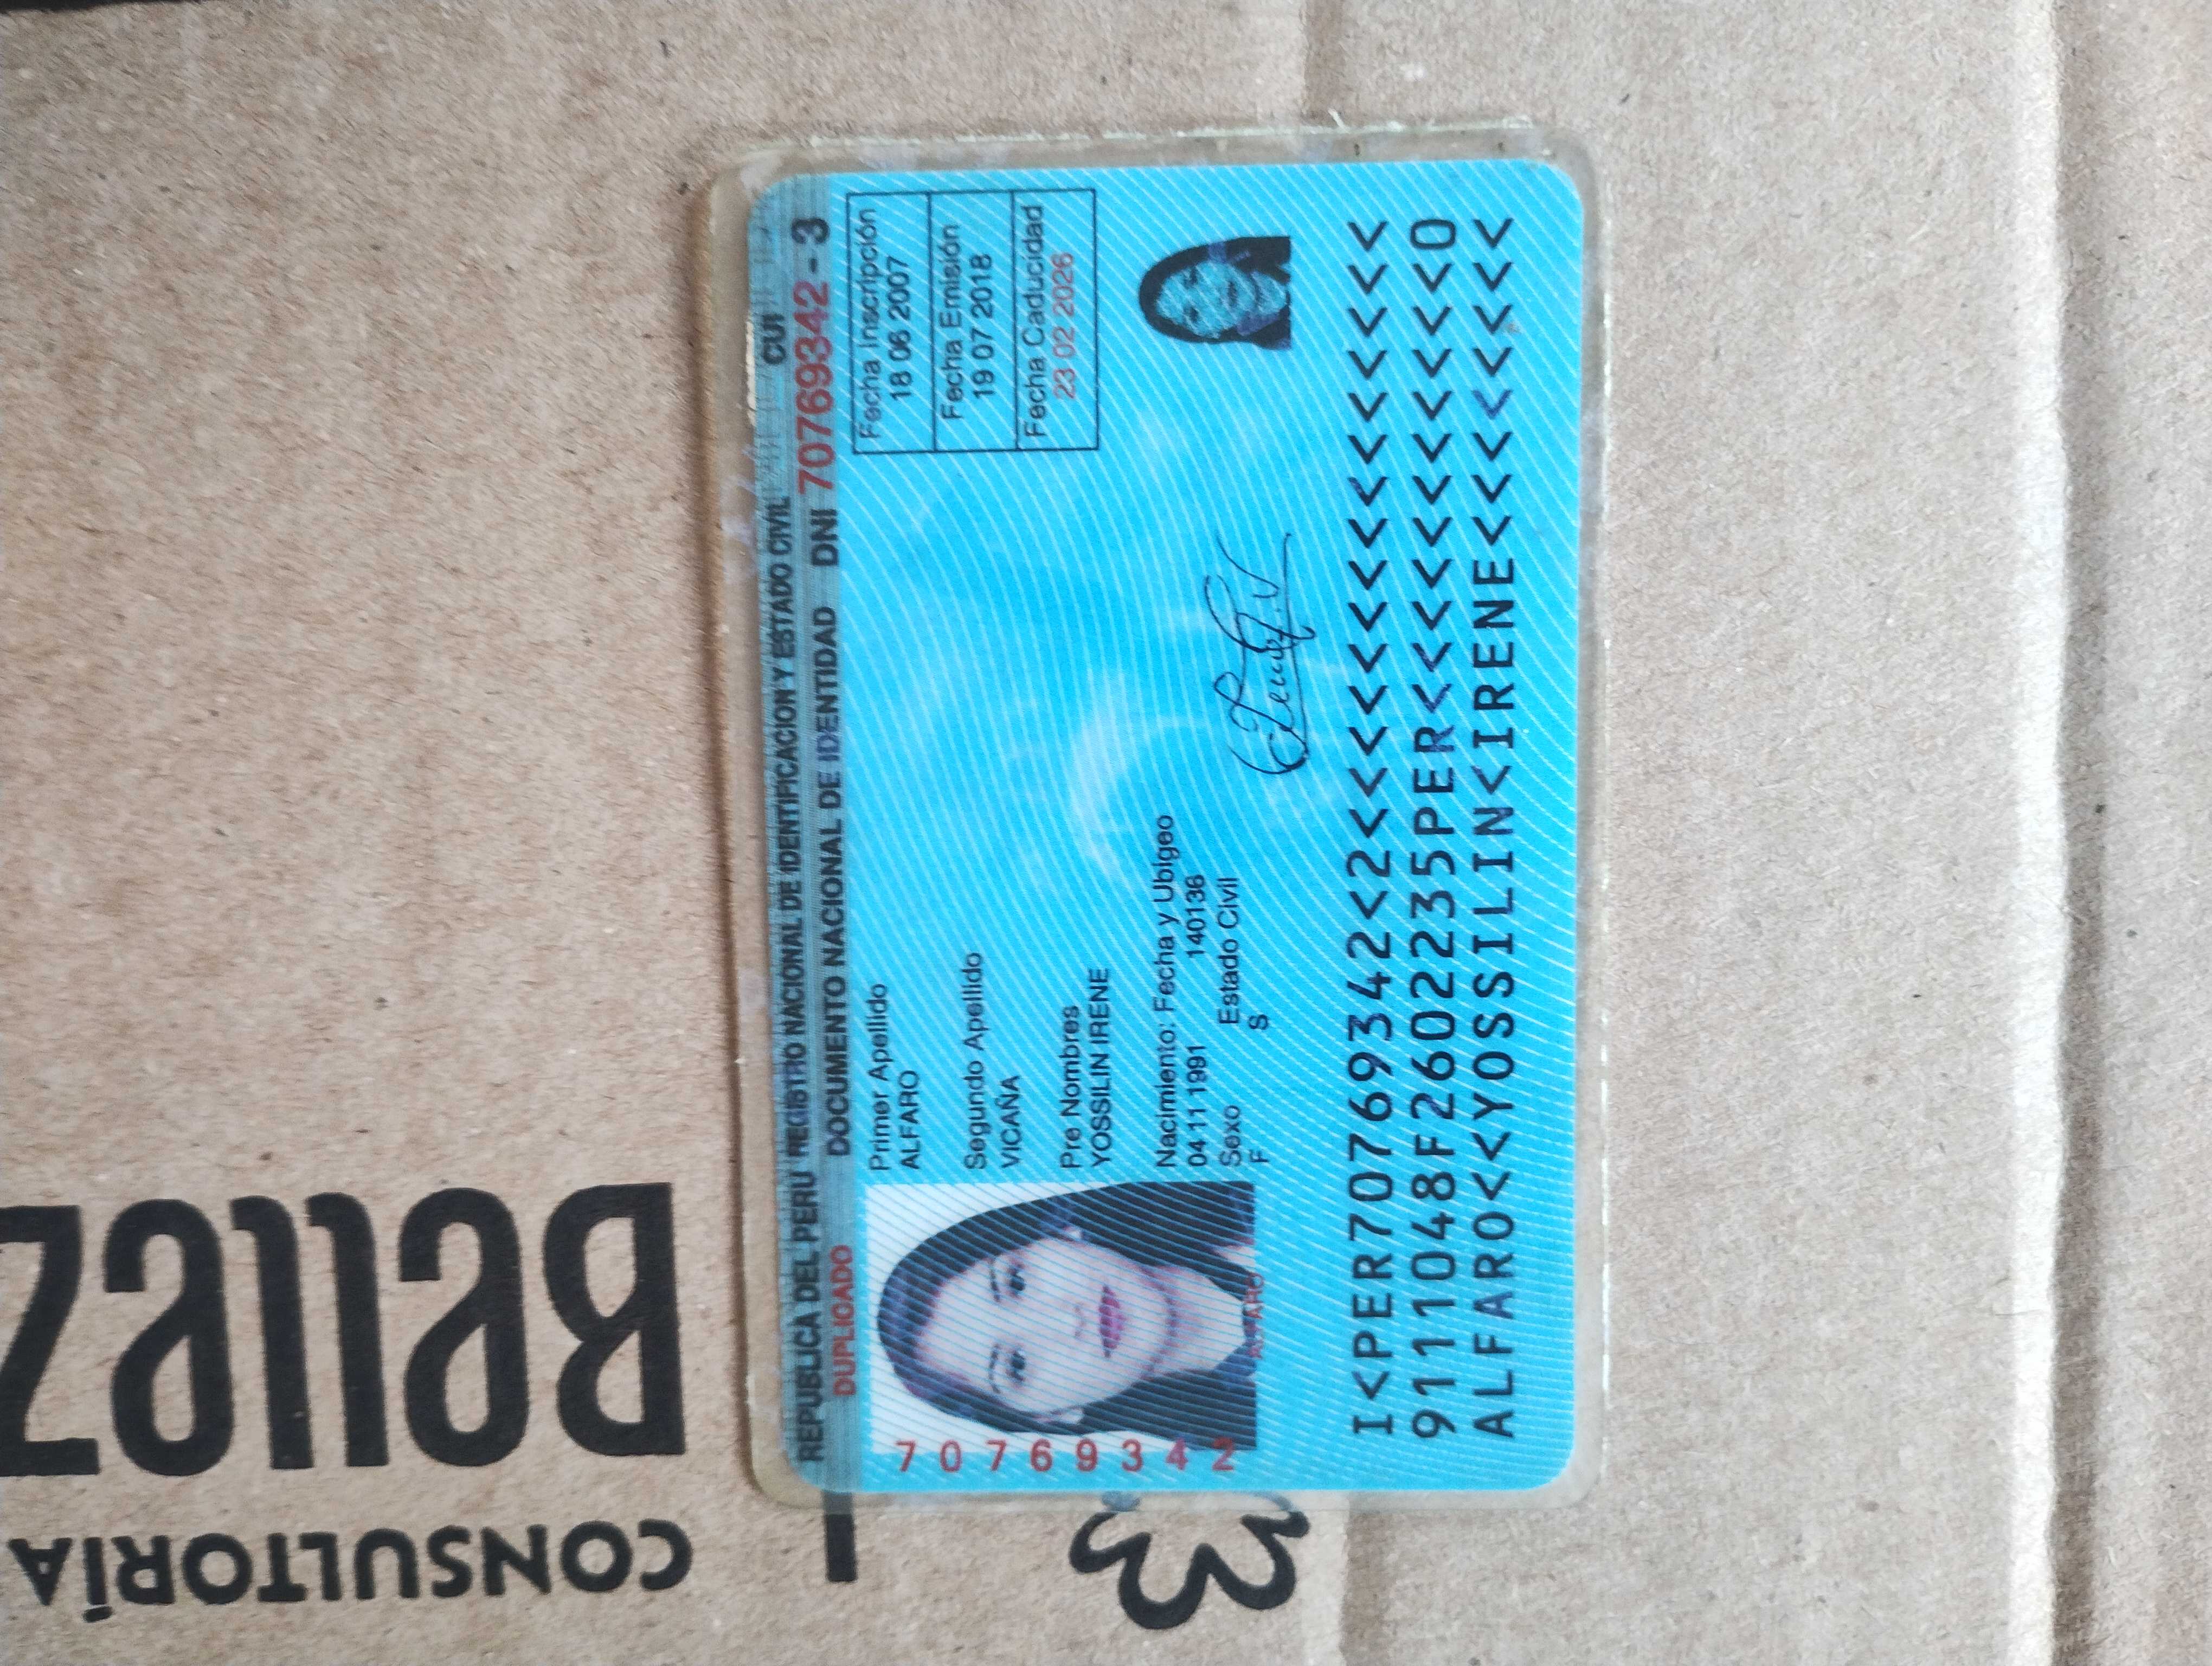 REPUBLICA DEL PERU REGISTRO NACIONAL DE IDENTIFICACION Y ESTADO CIVIL CUI
DUPLICADO DOCUMENTO NACIONAL DE IDENTIDAD DNI 70769342 - 3
Primer Apellido
ALFARO
Segundo Apellido
VICAÑA
Pre Nombres
YOSSILIN IRENE
Nacimiento: Fecha y Ubigeo
04 11 1991 140136
Sexo Estado Civil
F S
Fecha Inscripción
18 06 2007
Fecha Emisión
19 07 2018
Fecha Caducidad
23 02 2026
70769342
ALFARO
I<PER70769342<2<<<<<<<<<<<<<<<
9111048F2602235PER<<<<<<<<<<<0
ALFARO<<YOSSILIN<IRENE<<<<<<<<
CONSULTORÍA